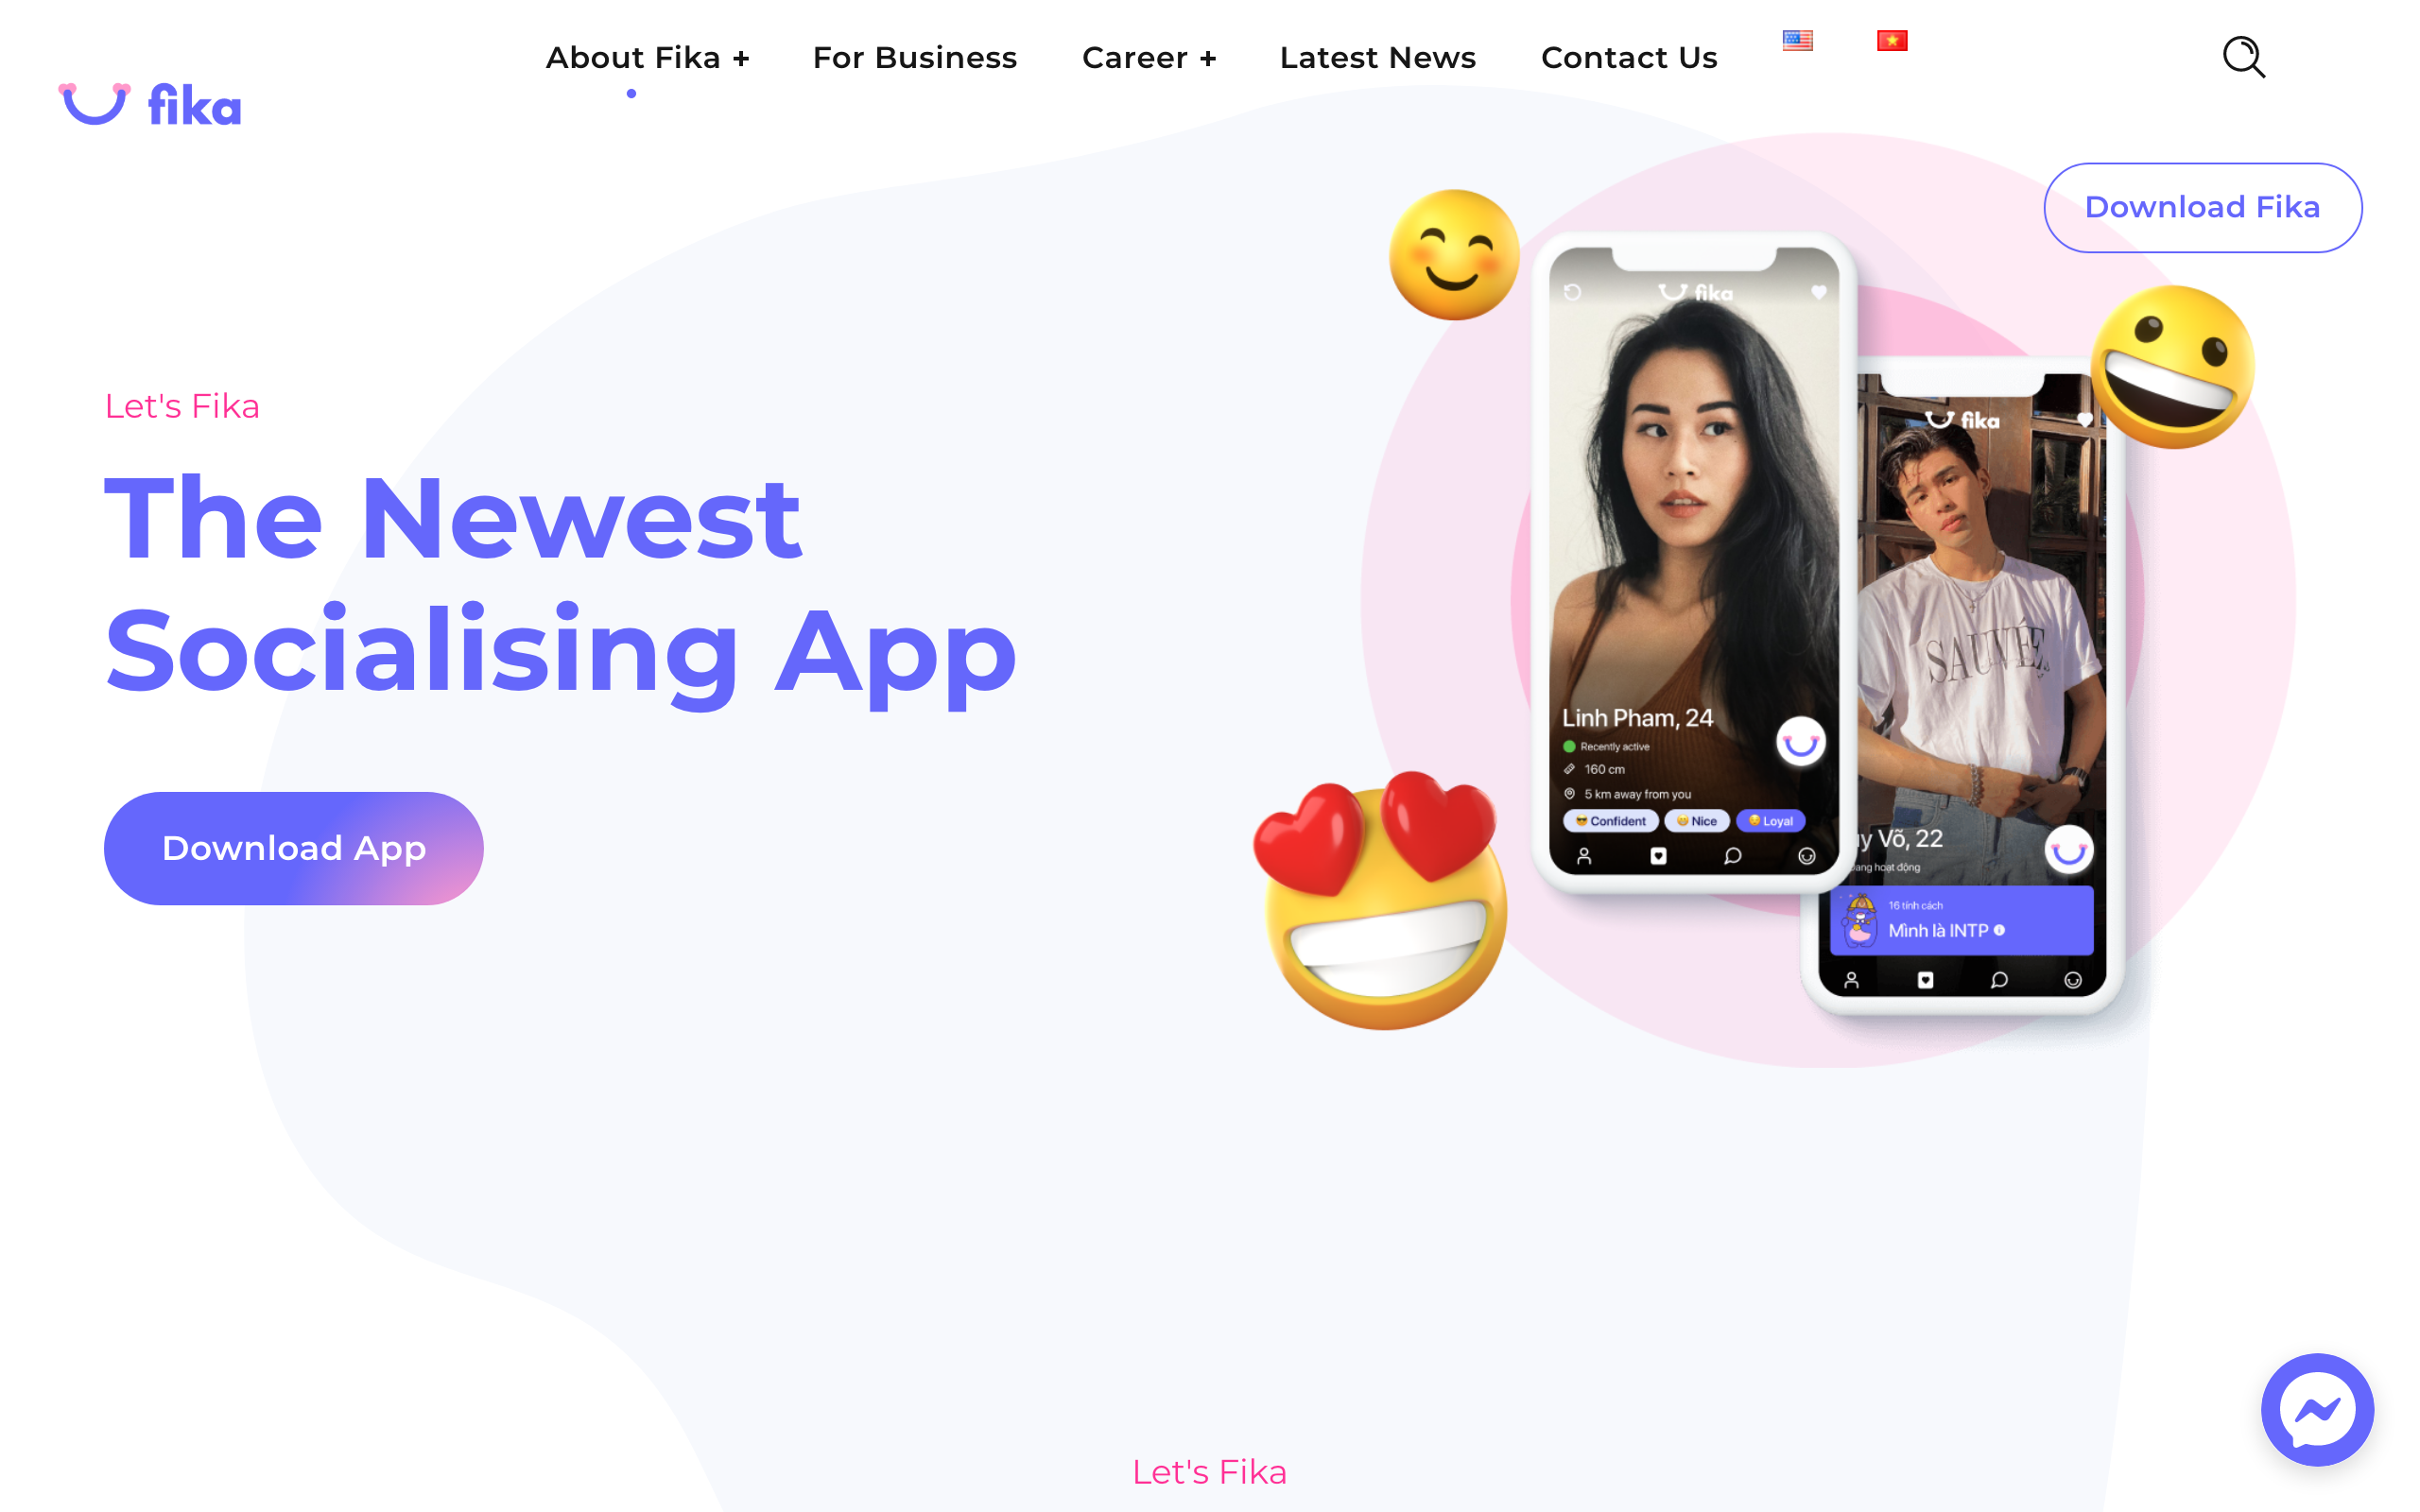 About Fika +
For Business
Career +
Latest News
Contact Us
fika
Download Fika
Let's Fika
The Newest
Socialising App
Download App
fika
Linh Pham, 24
Recently active
160 cm
5 km away from you
Confident
Nice
Loyal
fika
SAUVÉE
Võ, 22
hoạt động
16 tính cách
Mình là INTP
Let's Fika